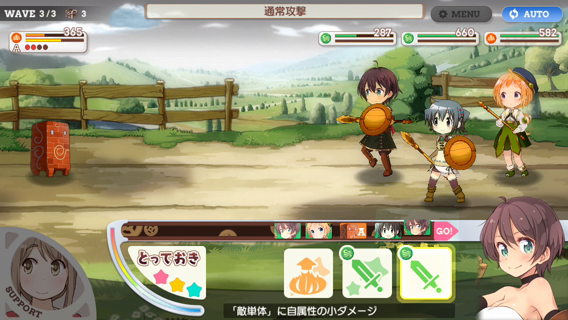 WAVE 3/3 3
通常攻撃
MENU
AUTO
365
A
287
660
582
A
GO!
とっておき
SUPPORT
「敵単体」に自属性の小ダメージ